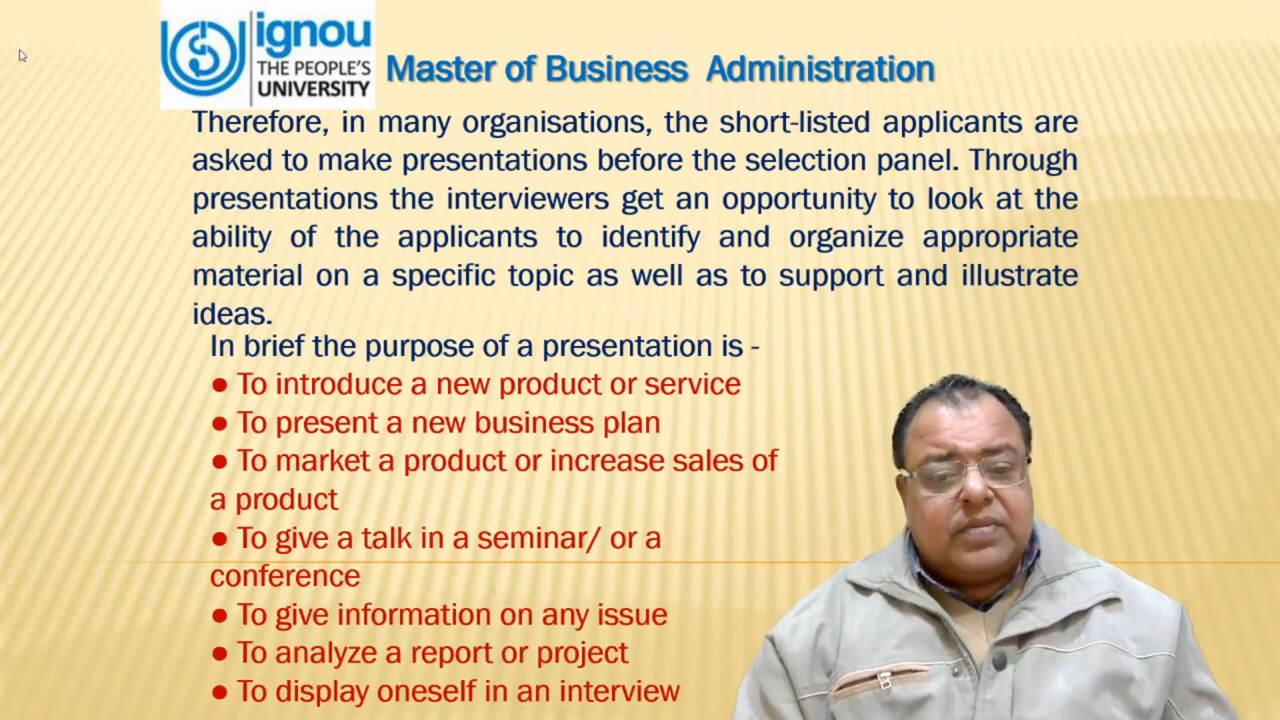 ignou
THE PEOPLE'S
UNIVERSITY
Master of Business Administration
Therefore, in many organisations, the short-listed applicants are
asked to make presentations before the selection panel. Through
presentations the interviewers get an opportunity to look at the
ability of the applicants to identify and organize appropriate
material on a specific topic as well as to support and illustrate
ideas.
In brief the purpose of a presentation is -
● To introduce a new product or service
● To present a new business plan
● To market a product or increase sales of
a product
● To give a talk in a seminar/ or a
conference
● To give information on any issue
● To analyze a report or project
● To display oneself in an interview